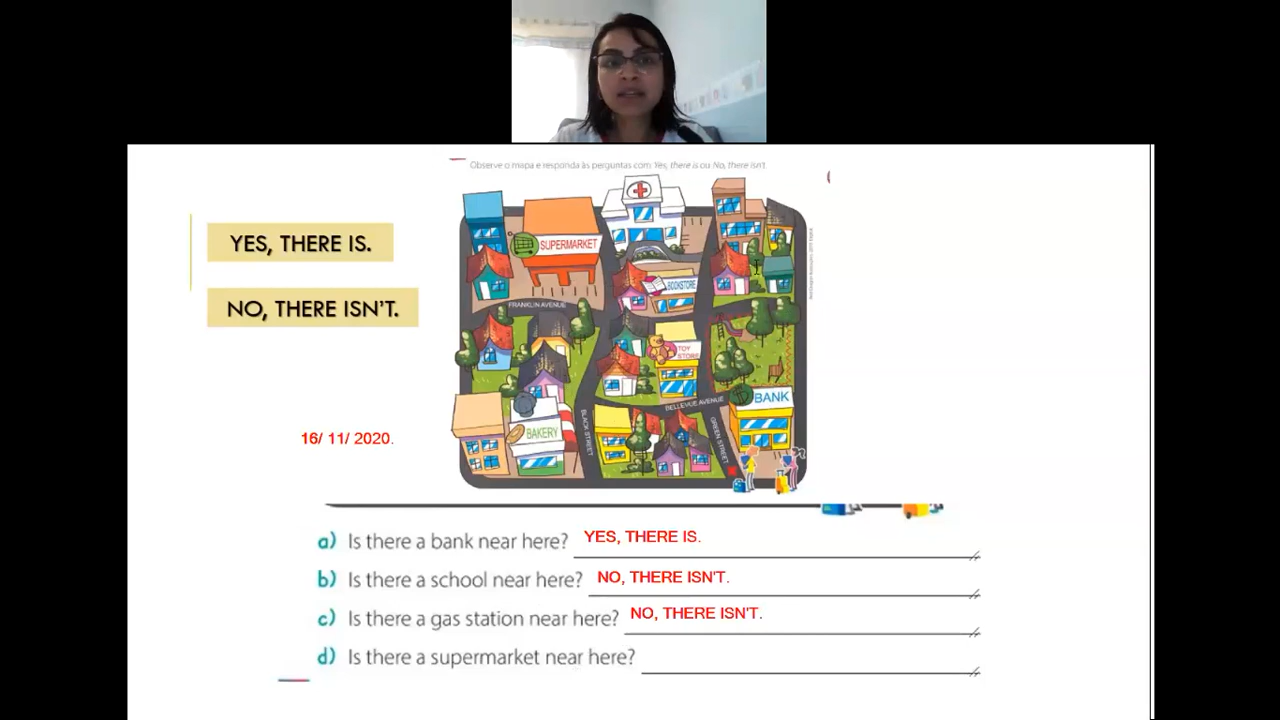 Observe o mapa e responda às perguntas com Yes, there is ou No, there isn't.
YES, THERE IS.
NO, THERE ISN'T.
SUPERMARKET
BOOKSTORE
FRANKLIN AVENUE
TOY
STORE
BANK
BELLEVUE AVENUE
BLACK STREET
GREEN STREET
BAKERY
16/ 11/ 2020.
a) Is there a bank near here? YES, THERE IS.
b) Is there a school near here? NO, THERE ISN'T.
c) Is there a gas station near here? NO, THERE ISN'T.
d) Is there a supermarket near here?